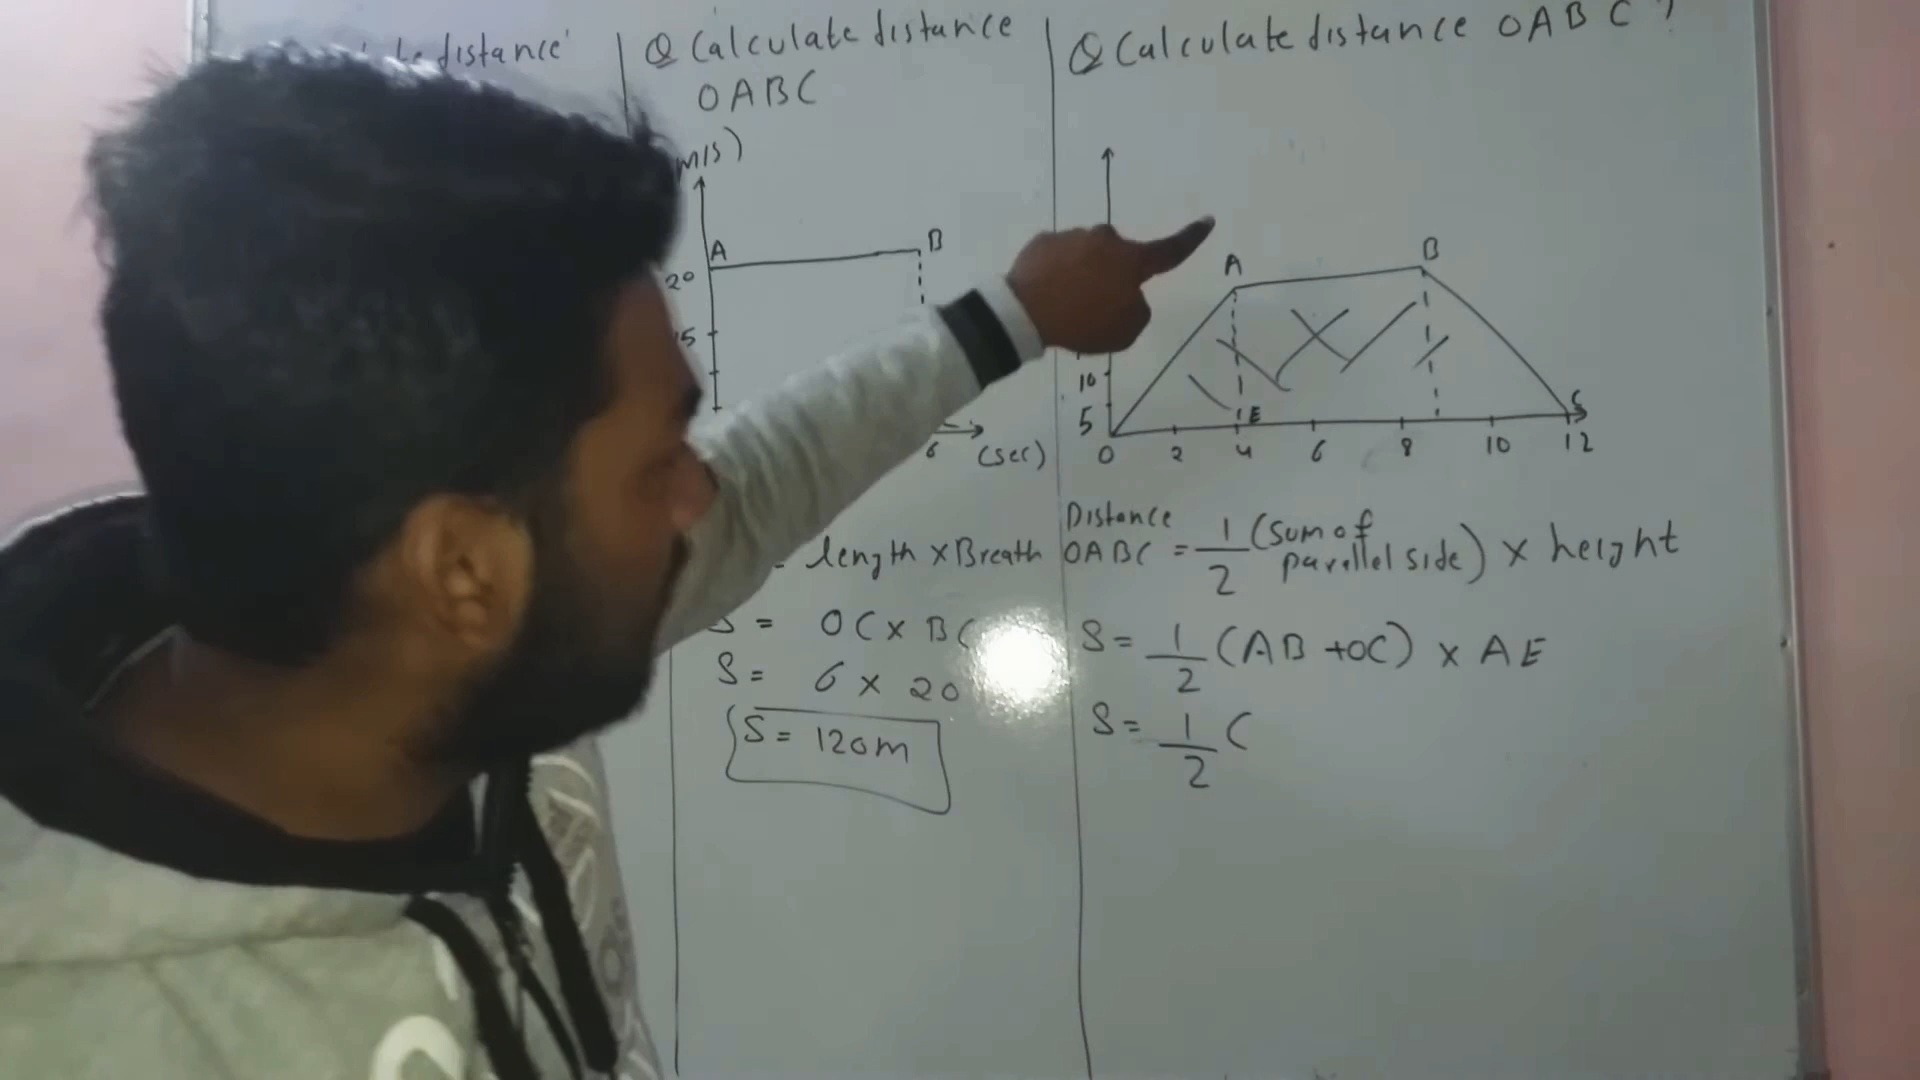 distance
Q Calculate distance
OABC
m/s)
A
B
20
6
(sec)
length x Breath
S = OC x BC
S = 6 x 20
S = 120m
Q Calculate distance OABC ?
A
B
10
5
E
C
0 2 4 6 8 10 12
Distance
OABC = 1/2 (sum of parallel side) x height
S = 1/2 (AB + OC) x AE
S = 1/2 (